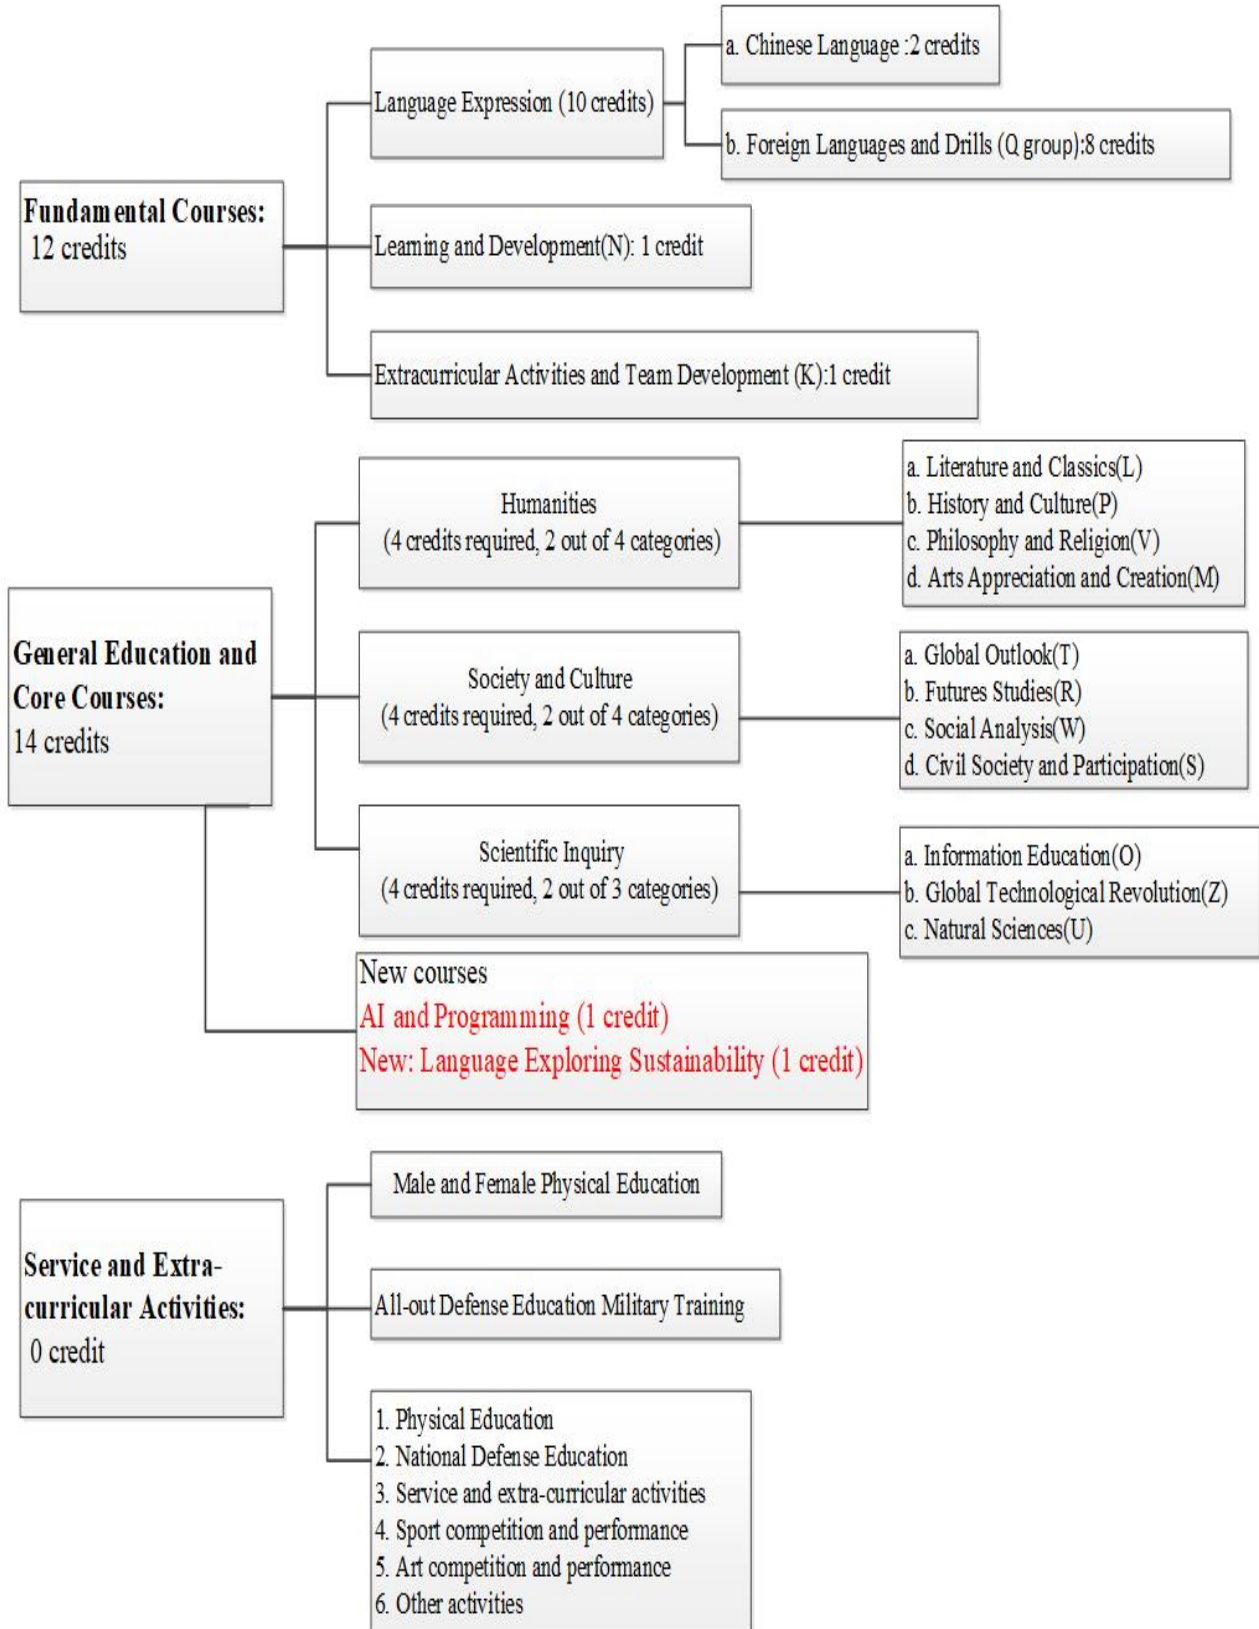 Fundamental Courses:
12 credits
Language Expression (10 credits)
a. Chinese Language :2 credits
b. Foreign Languages and Drills (Q group):8 credits
Learning and Development(N): 1 credit
Extracurricular Activities and Team Development (K):1 credit
General Education and
Core Courses:
14 credits
Humanities
(4 credits required, 2 out of 4 categories)
a. Literature and Classics(L)
b. History and Culture(P)
c. Philosophy and Religion(V)
d. Arts Appreciation and Creation(M)
Society and Culture
(4 credits required, 2 out of 4 categories)
a. Global Outlook(T)
b. Futures Studies(R)
c. Social Analysis(W)
d. Civil Society and Participation(S)
Scientific Inquiry
(4 credits required, 2 out of 3 categories)
a. Information Education(O)
b. Global Technological Revolution(Z)
c. Natural Sciences(U)
New courses
AI and Programming (1 credit)
New: Language Exploring Sustainability (1 credit)
Service and Extra-
curricular Activities:
0 credit
Male and Female Physical Education
All-out Defense Education Military Training
1. Physical Education
2. National Defense Education
3. Service and extra-curricular activities
4. Sport competition and performance
5. Art competition and performance
6. Other activities